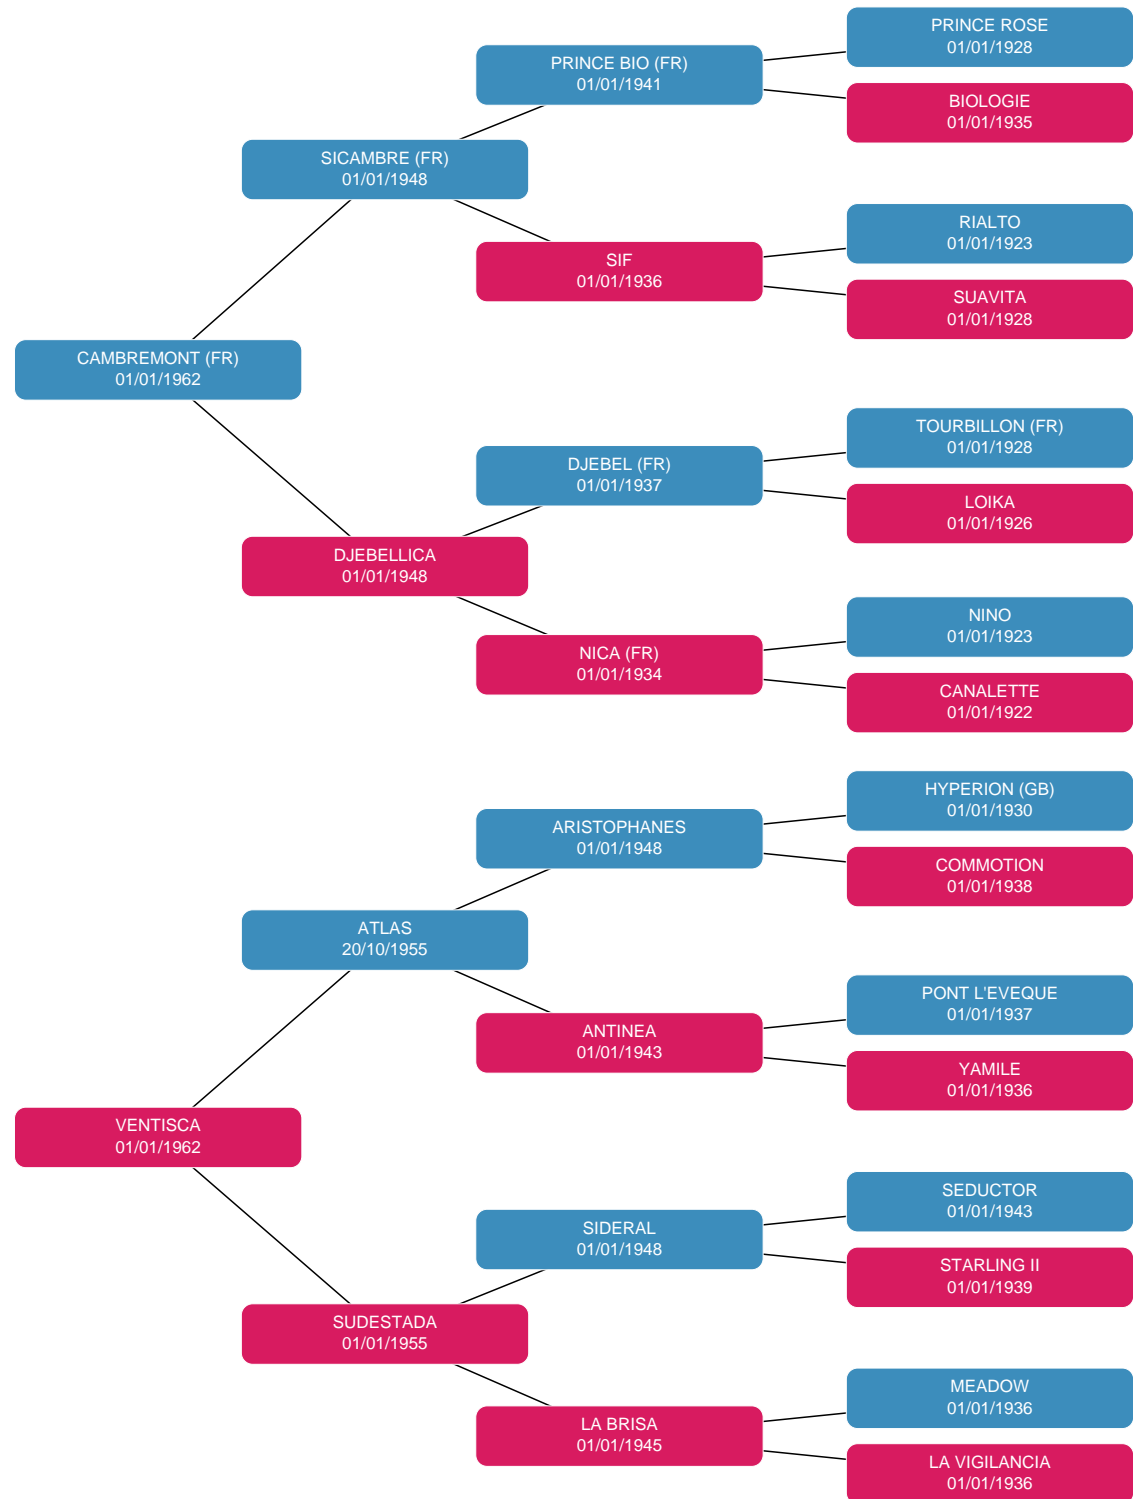 PRINCE ROSE
01/01/1928
PRINCE BIO (FR)
01/01/1941
BIOLOGIE
01/01/1935
SICAMBRE (FR)
01/01/1948
RIALTO
01/01/1923
SIF
01/01/1936
SUAVITA
01/01/1928
CAMBREMONT (FR)
01/01/1962
TOURBILLON (FR)
01/01/1928
DJEBEL (FR)
01/01/1937
LOIKA
01/01/1926
DJEBELLICA
01/01/1948
NINO
01/01/1923
NICA (FR)
01/01/1934
CANALETTE
01/01/1922
HYPERION (GB)
01/01/1930
ARISTOPHANES
01/01/1948
COMMOTION
01/01/1938
ATLAS
20/10/1955
PONT L'EVEQUE
01/01/1937
ANTINEA
01/01/1943
YAMILE
01/01/1936
VENTISCA
01/01/1962
SEDUCTOR
01/01/1943
SIDERAL
01/01/1948
STARLING II
01/01/1939
SUDESTADA
01/01/1955
MEADOW
01/01/1936
LA BRISA
01/01/1945
LA VIGILANCIA
01/01/1936